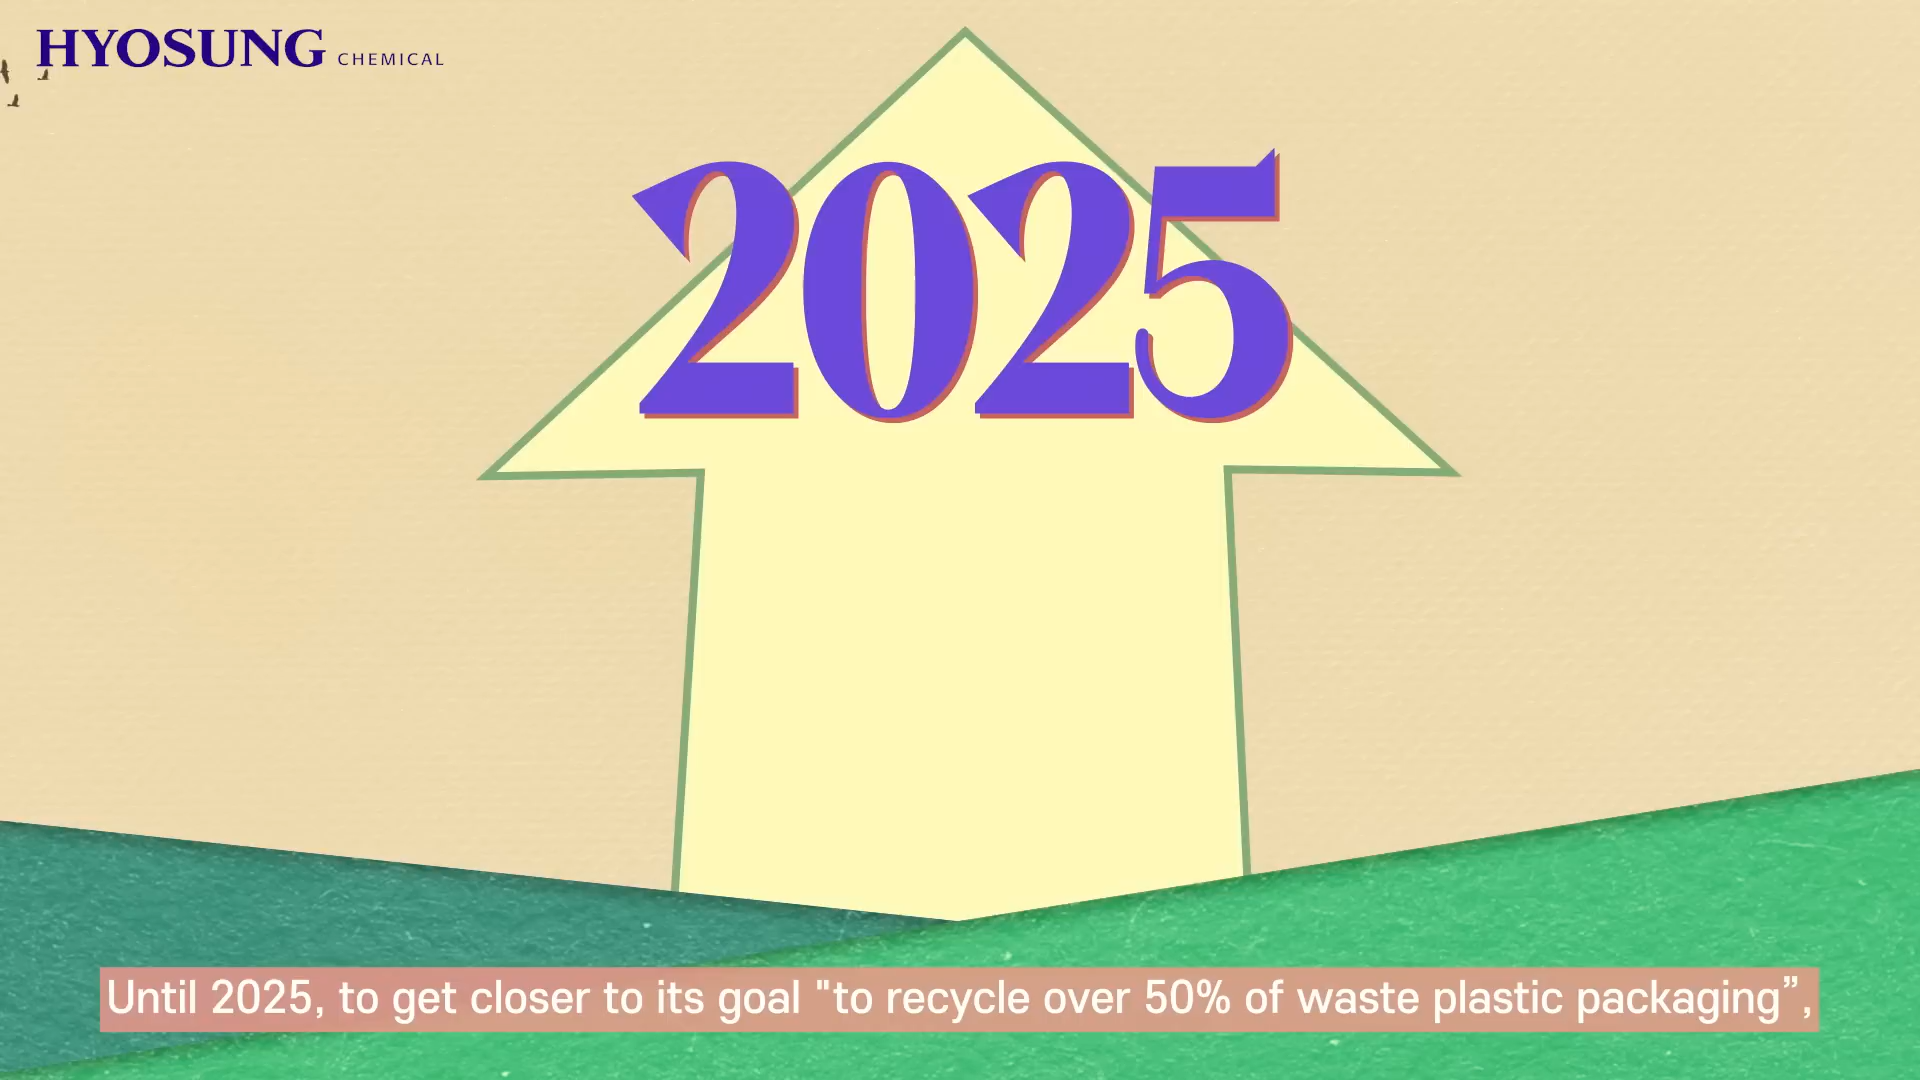 HYOSUNG CHEMICAL
2025
Until 2025, to get closer to its goal "to recycle over 50% of waste plastic packaging”,